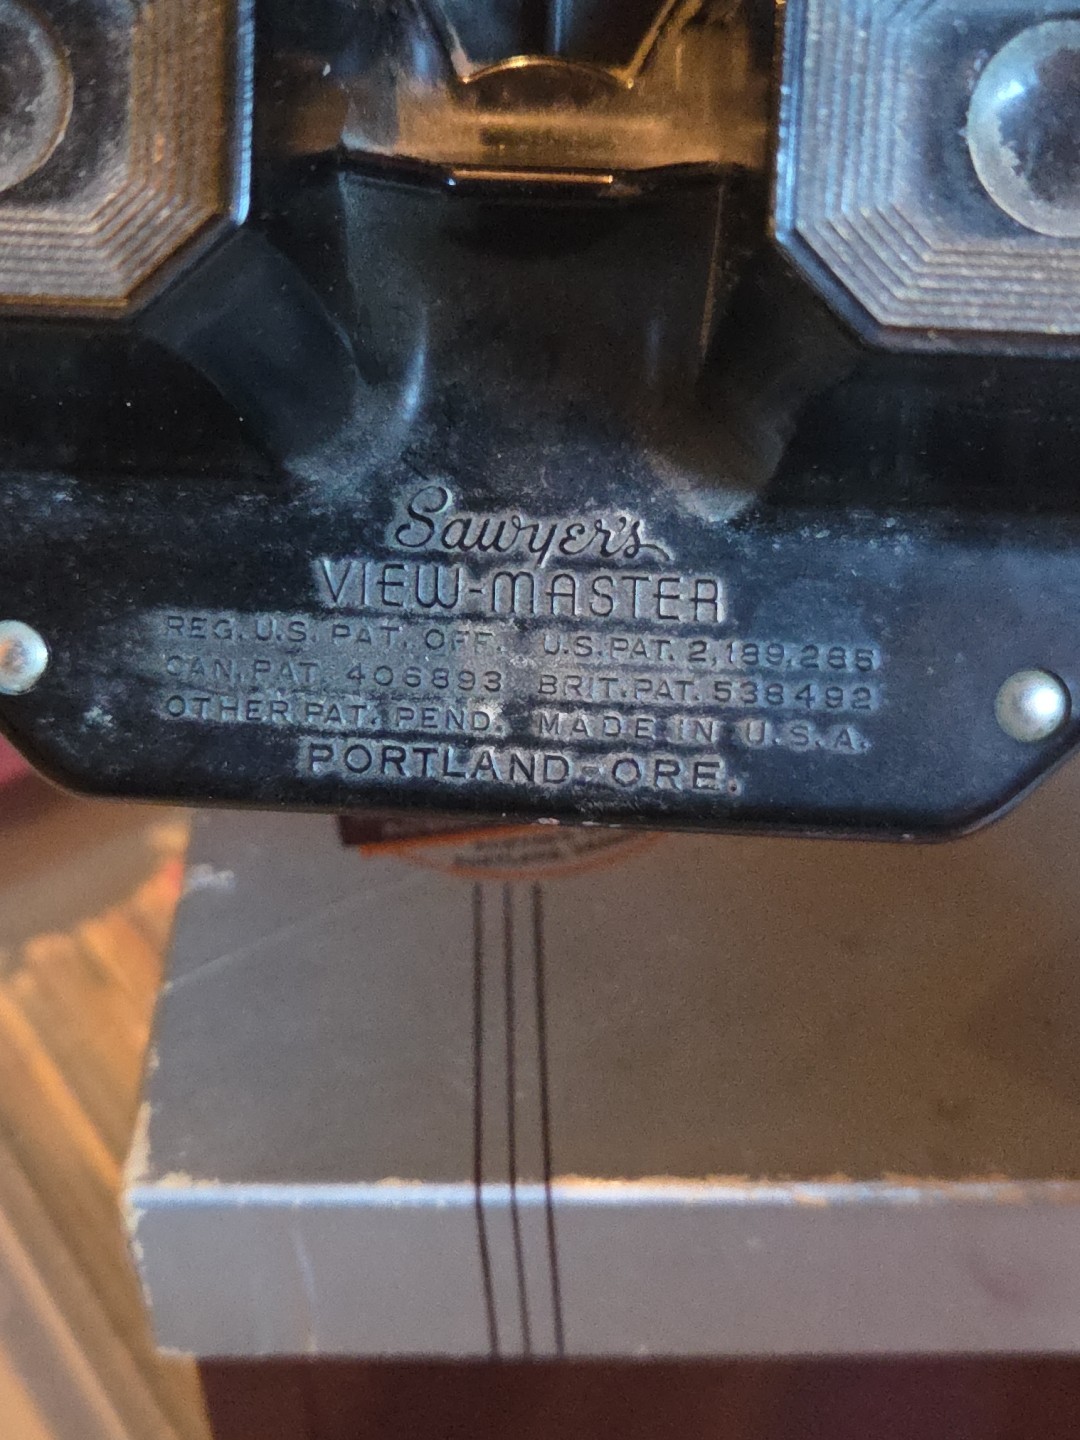 Sawyer's
VIEW-MASTER
REG. U.S. PAT. OFF. U.S. PAT. 2,189,285
CAN. PAT. 406893 BRIT. PAT. 538492
OTHER PAT. PEND. MADE IN U.S.A.
PORTLAND-ORE.